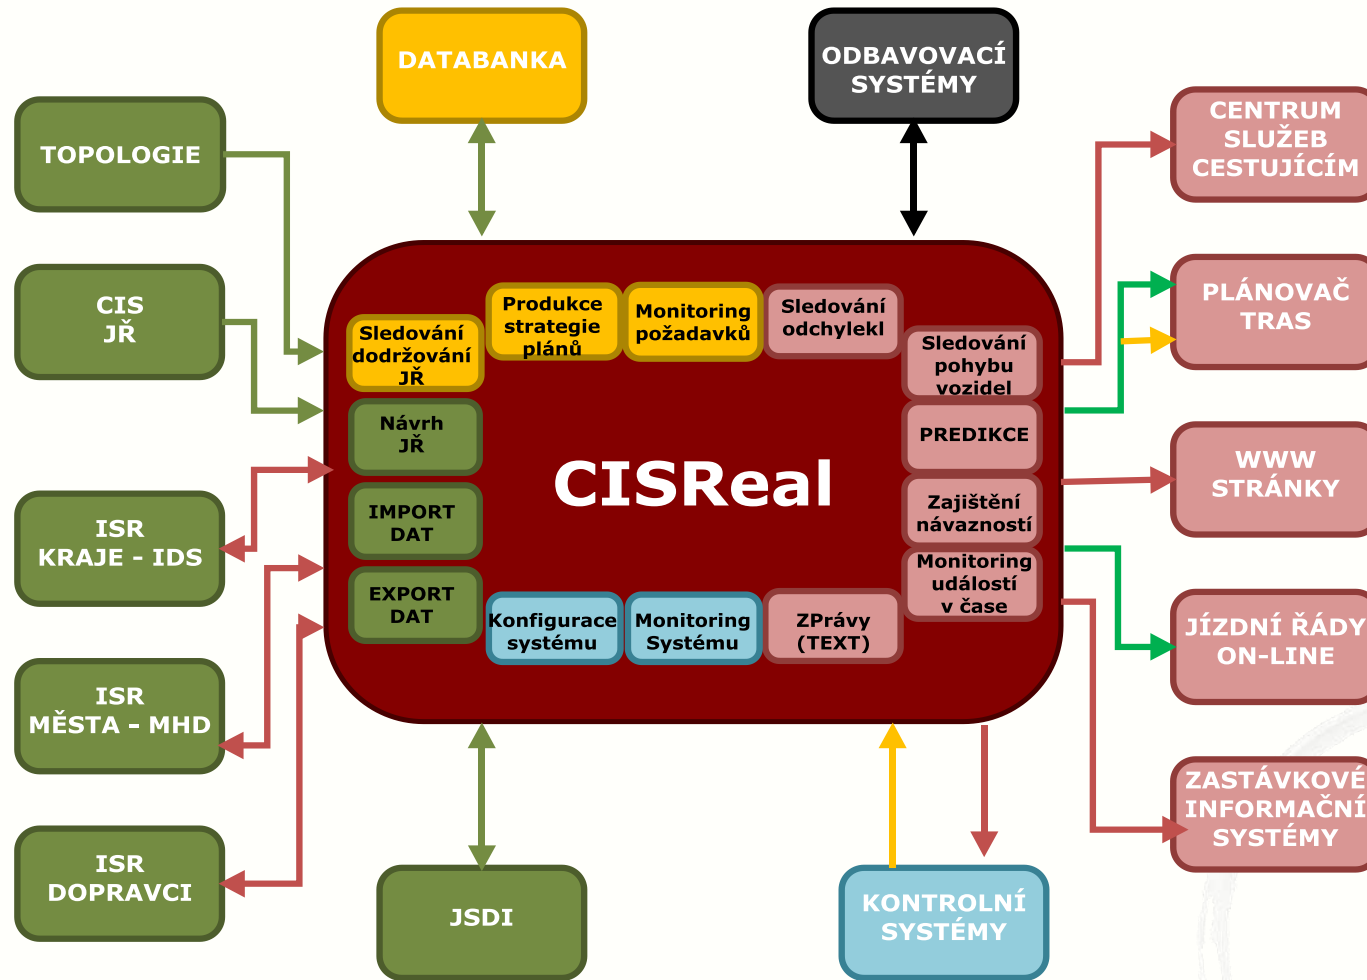 DATABANKA
ODBAVOVACÍ
SYSTÉMY
TOPOLOGIE
CIS
JŘ
ISR
KRAJE – IDS
ISR
MĚSTA – MHD
ISR
DOPRAVCI
Sledování
dodržování
JŘ
Produkce
strategie
plánů
Monitoring
požadavků
Sledování
odchylekl
Sledování
pohybu
vozidel
Návrh
JŘ
PREDIKCE
CISReal
IMPORT
DAT
Zajištění
návazností
EXPORT
DAT
Monitoring
událostí
v čase
Konfigurace
systému
Monitoring
Systému
ZPrávy
(TEXT)
CENTRUM
SLUŽEB
CESTUJÍCÍM
PLÁNOVAČ
TRAS
WWW
STRÁNKY
JÍZDNÍ ŘÁDY
ON-LINE
ZASTÁVKOVÉ
INFORMAČNÍ
SYSTÉMY
JSDI
KONTROLNÍ
SYSTÉMY